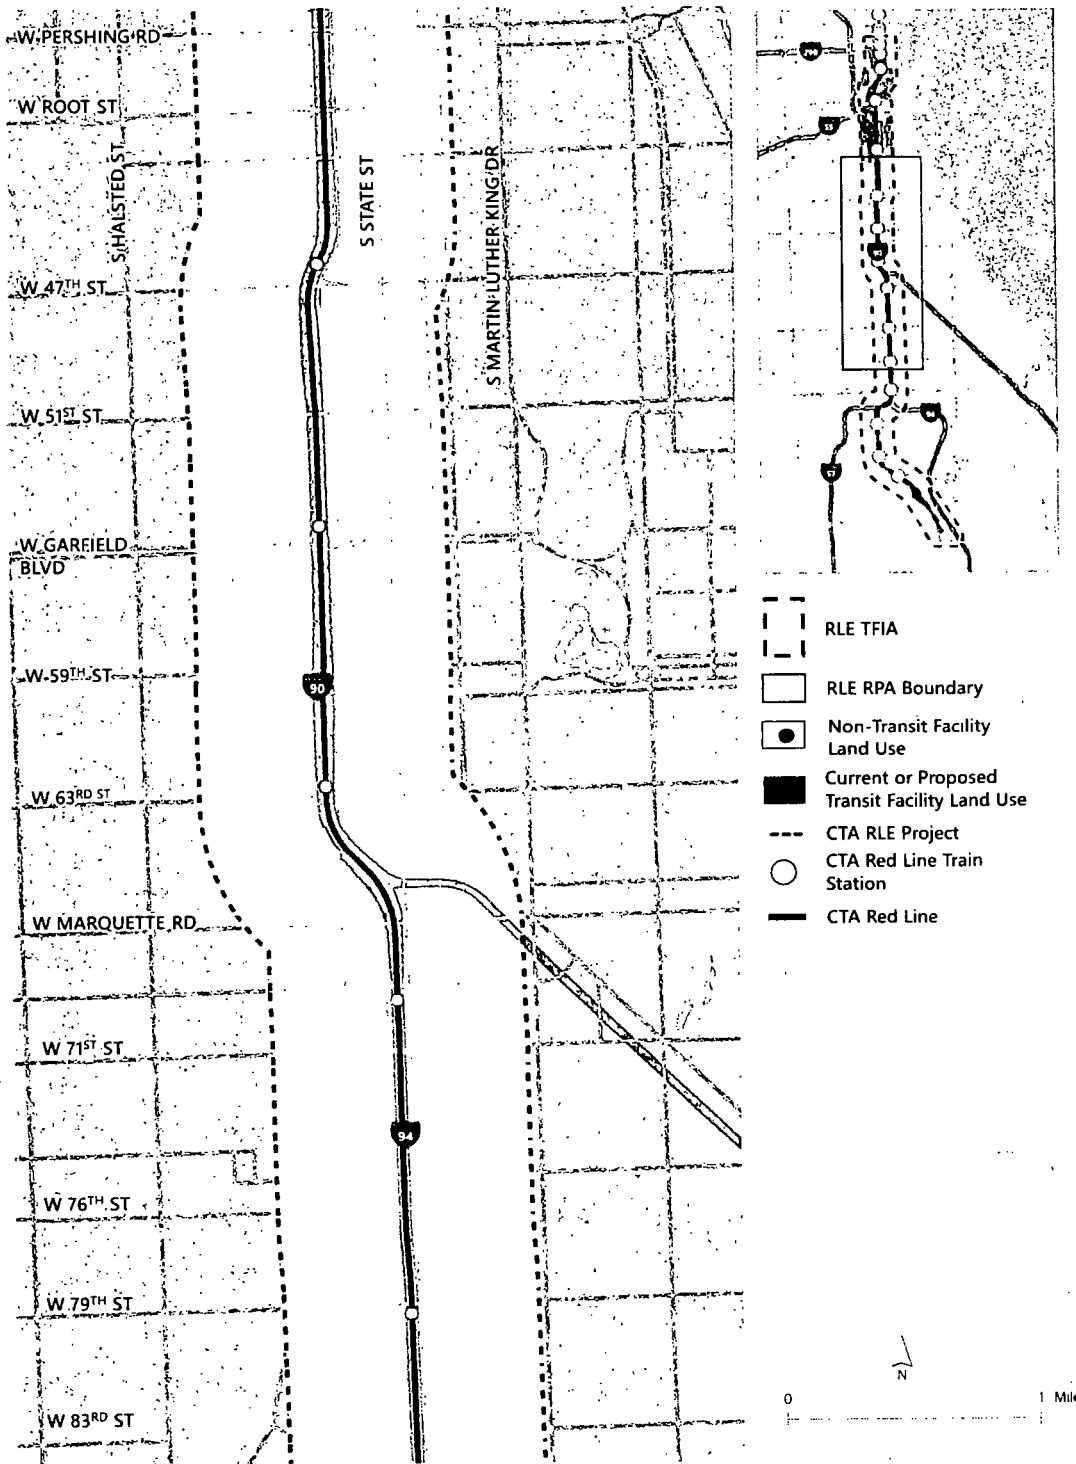 W PERSHING RD
W ROOT ST
S HALSTED ST
S STATE ST
S MARTIN LUTHER KING DR
W 47TH ST
W 51ST ST
W GARFIELD
BLVD
W 59TH ST
90
W 63RD ST
W MARQUETTE RD
W 71ST ST
94
W 76TH ST
W 79TH ST
W 83RD ST
57
RLE TFIA
RLE RPA Boundary
Non-Transit Facility
Land Use
Current or Proposed
Transit Facility Land Use
CTA RLE Project
CTA Red Line Train
Station
CTA Red Line
N
0
1 Mile